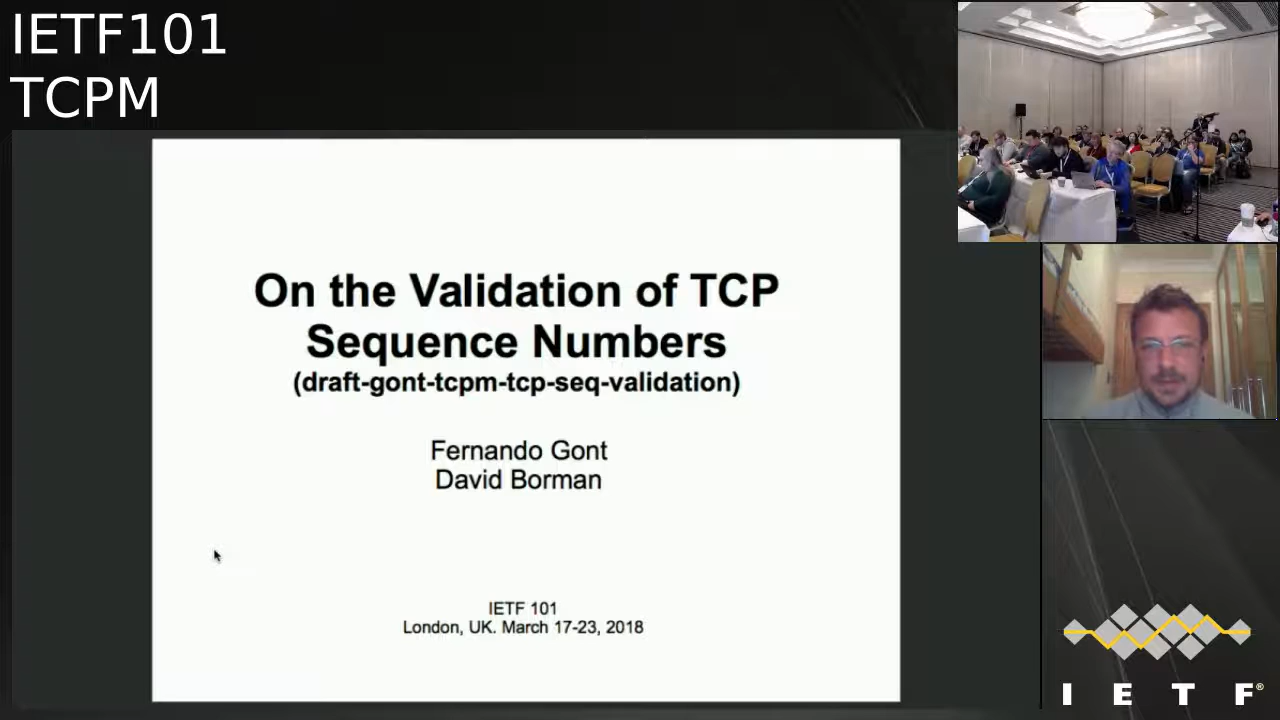 IETF101
TCPM
On the Validation of TCP
Sequence Numbers
(draft-gont-tcpm-tcp-seq-validation)
Fernando Gont
David Borman
IETF 101
London, UK. March 17-23, 2018
I E T F®